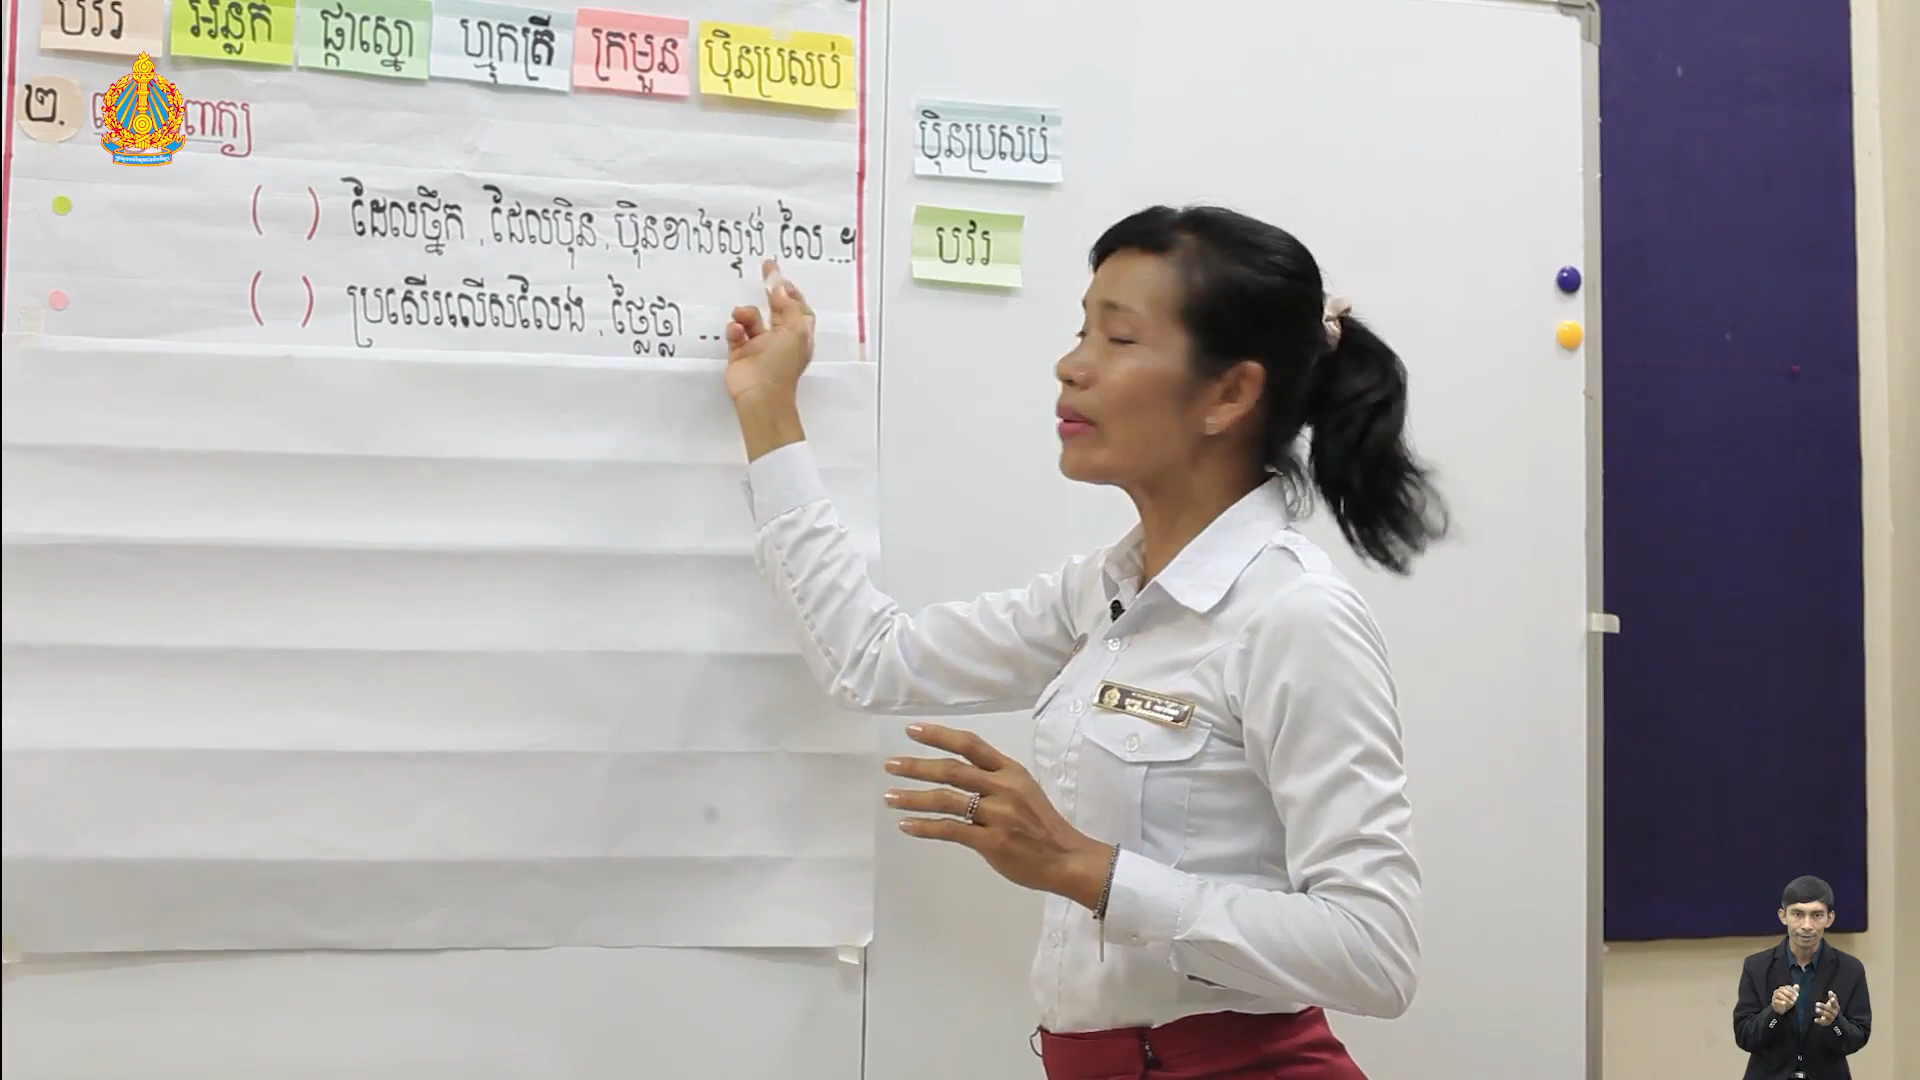 បវរ អន្លក់ ផ្កាស្នោ ហ្មុកត្រី ក្រមួន ប៉ិនប្រសប់
២. ពាក្យ
( ) ដែលចឹ្នក , ដែលប៉ិន , ប៉ិនខាងស្ទង់ , លៃ...។
( ) ប្រសើរលើសលែង , ថ្លៃថ្លា ...
ប៉ិនប្រសប់
បវរ